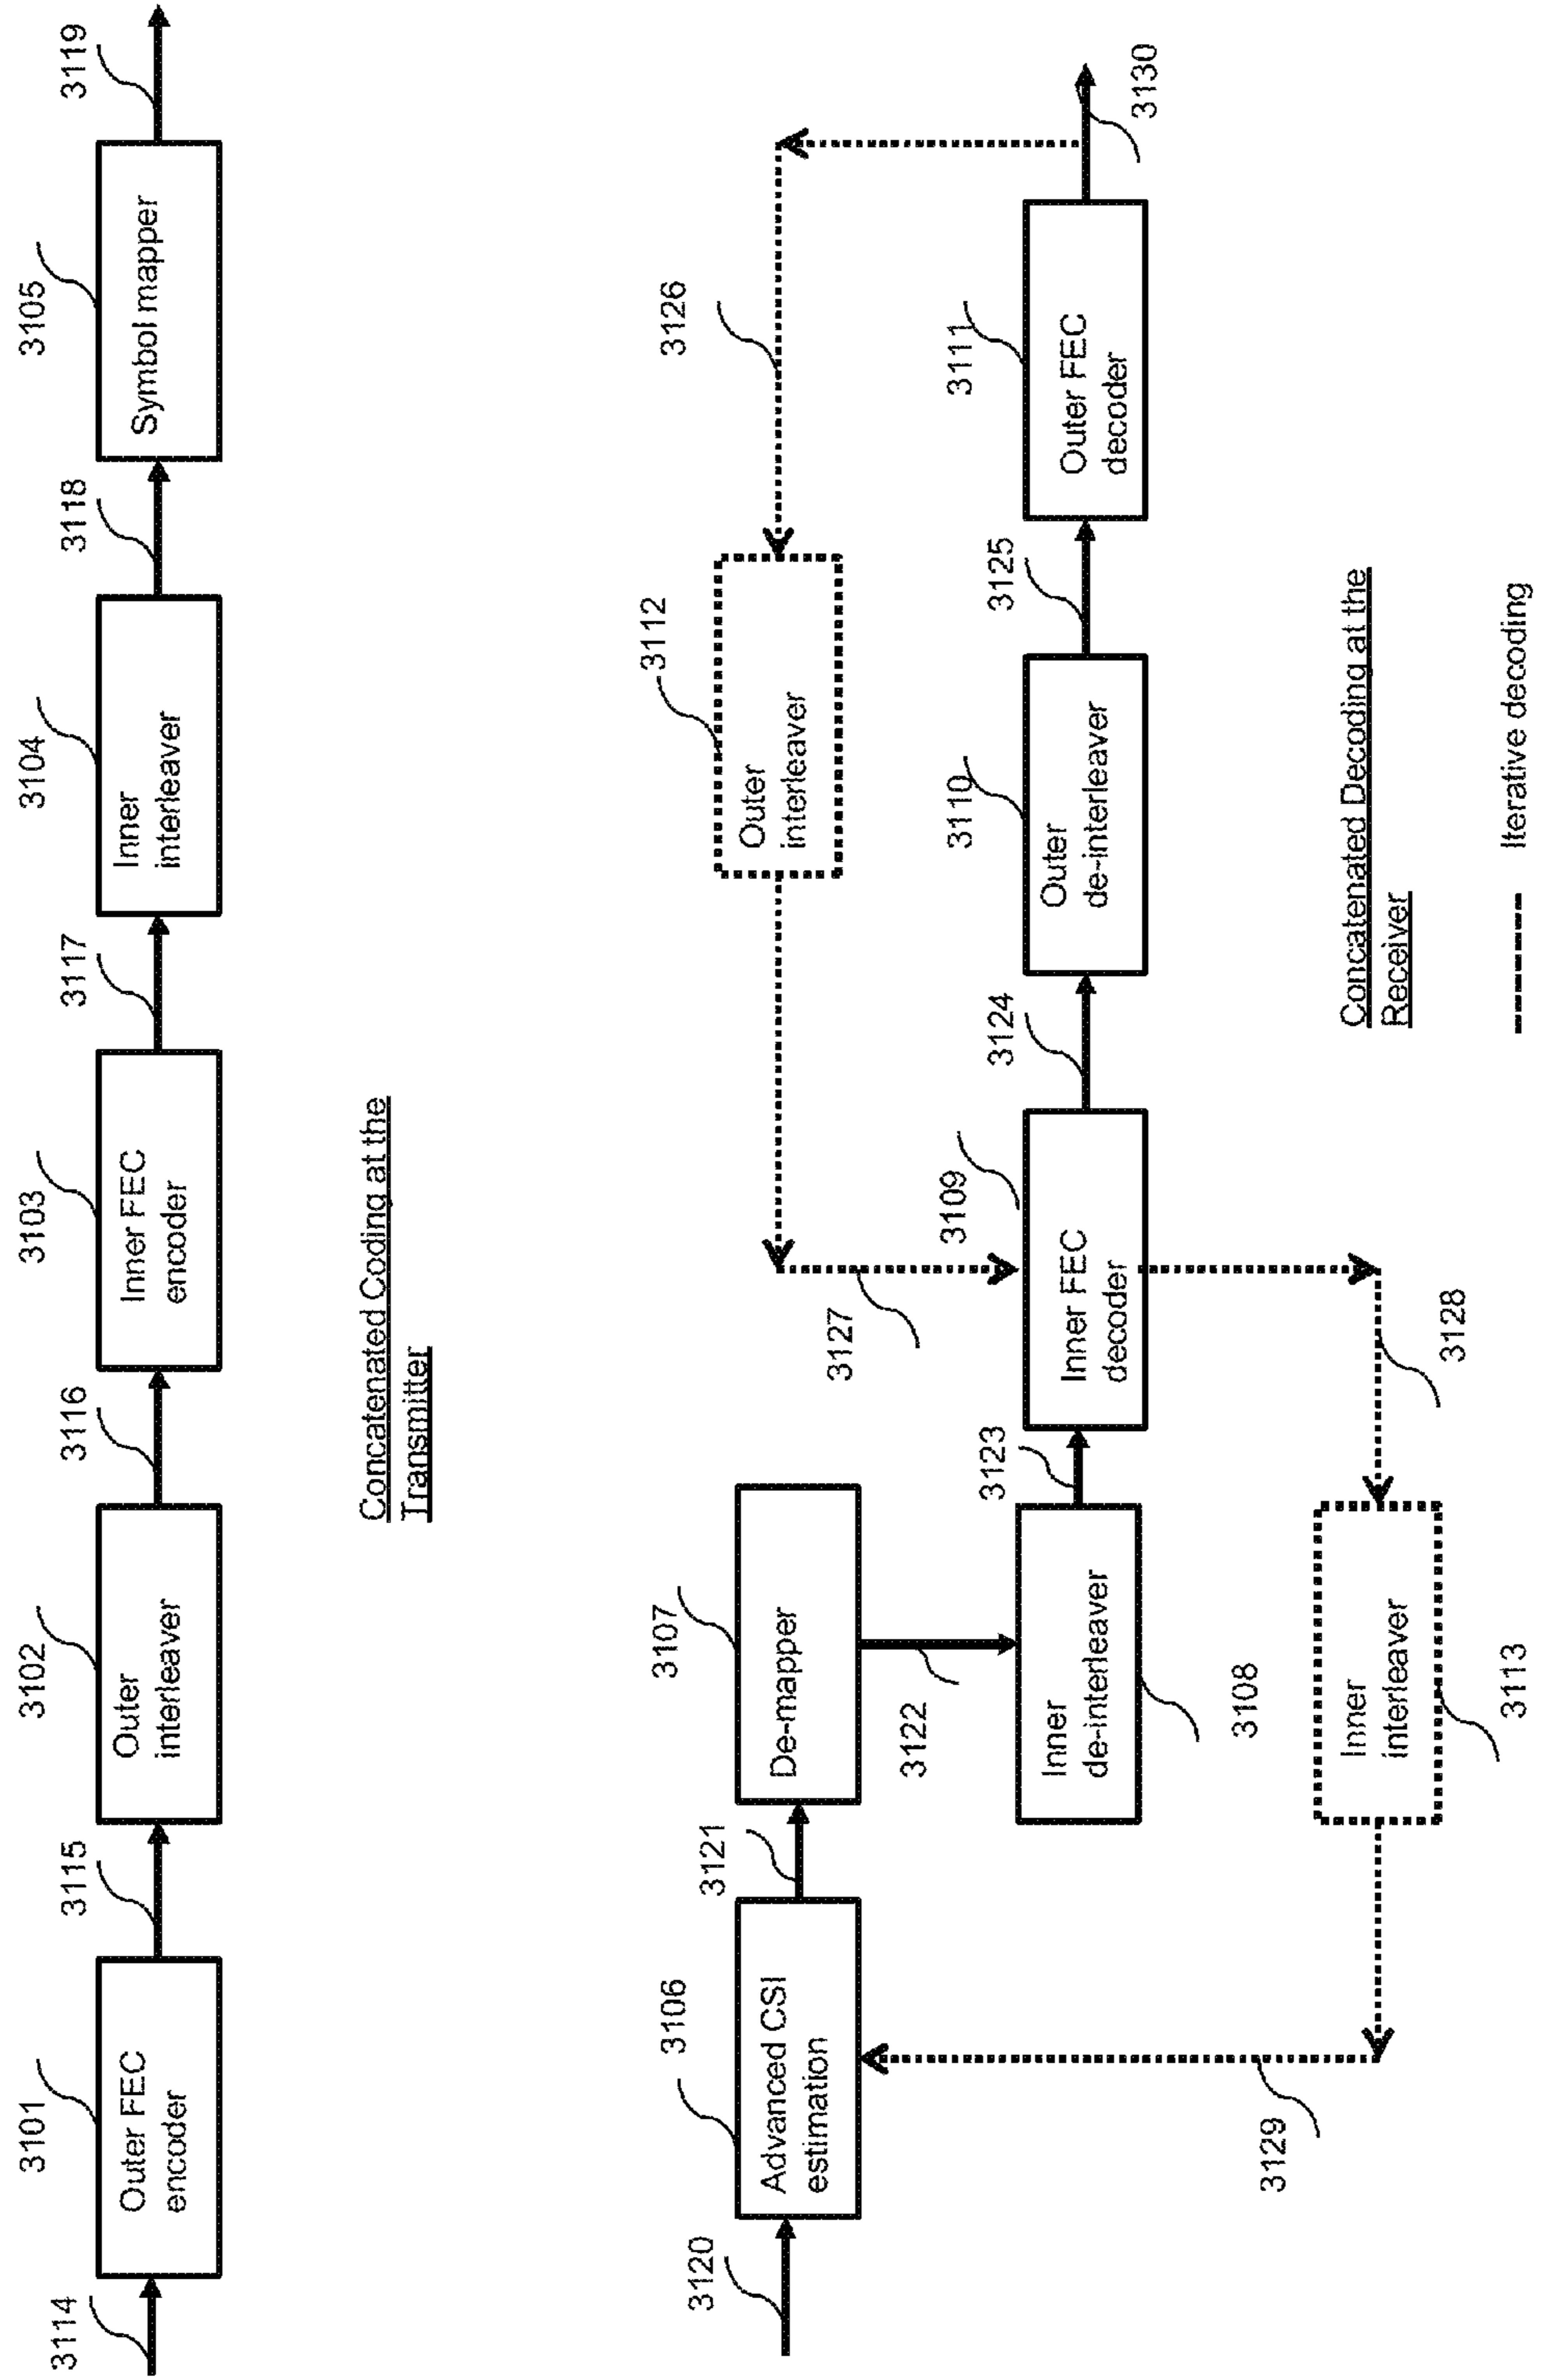 3114
3101
3115
3102
3116
3103
3117
3104
3118
3105
3119
Outer FEC
encoder
Outer
interleaver
Inner FEC
encoder
Inner
interleaver
Symbol mapper
Concatenated Coding at the
Transmitter
3120
3106
3121
3107
3112
3126
Advanced CSI
estimation
De-mapper
Outer
interleaver
3122
3127
3123
3109
3124
3110
3125
3111
3130
Inner
de-interleaver
Inner FEC
decoder
Outer
de-interleaver
Outer FEC
decoder
3108
3129
3128
Inner
interleaver
3113
Concatenated Decoding at the
Receiver
Iterative decoding